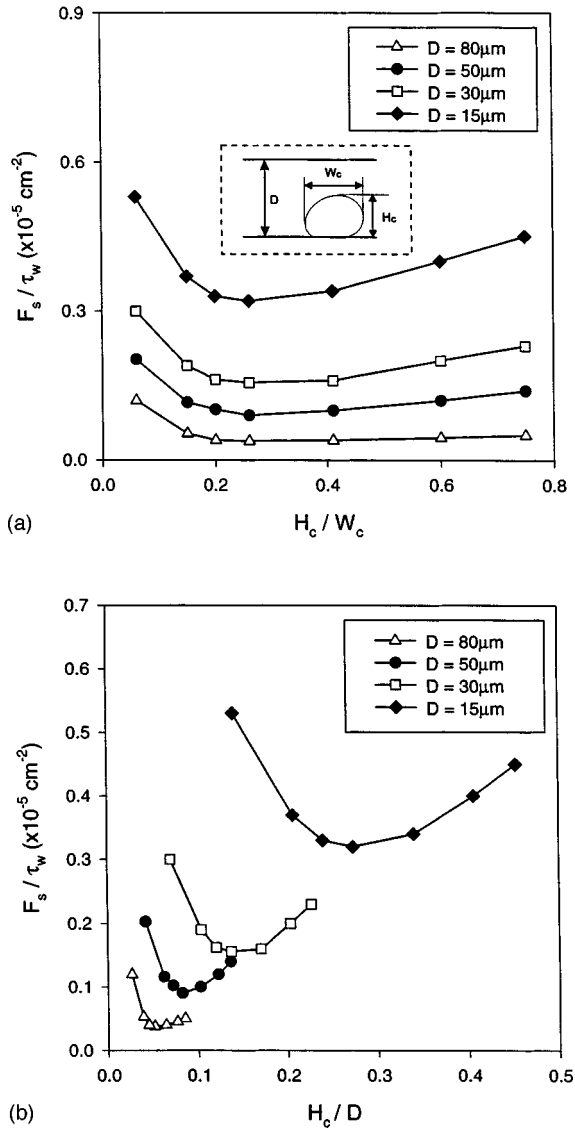 0.9
0.6
0.3
0.0
F_s / τ_w (x10^-5 cm^-2)
D = 80μm
D = 50μm
D = 30μm
D = 15μm
W_c
D
H_c
0.0 0.2 0.4 0.6 0.8
H_c / W_c
(a)
0.7
0.6
0.5
0.4
0.3
0.2
0.1
0.0
F_s / τ_w (x10^-5 cm^-2)
D = 80μm
D = 50μm
D = 30μm
D = 15μm
0.0 0.1 0.2 0.3 0.4 0.5
H_c / D
(b)